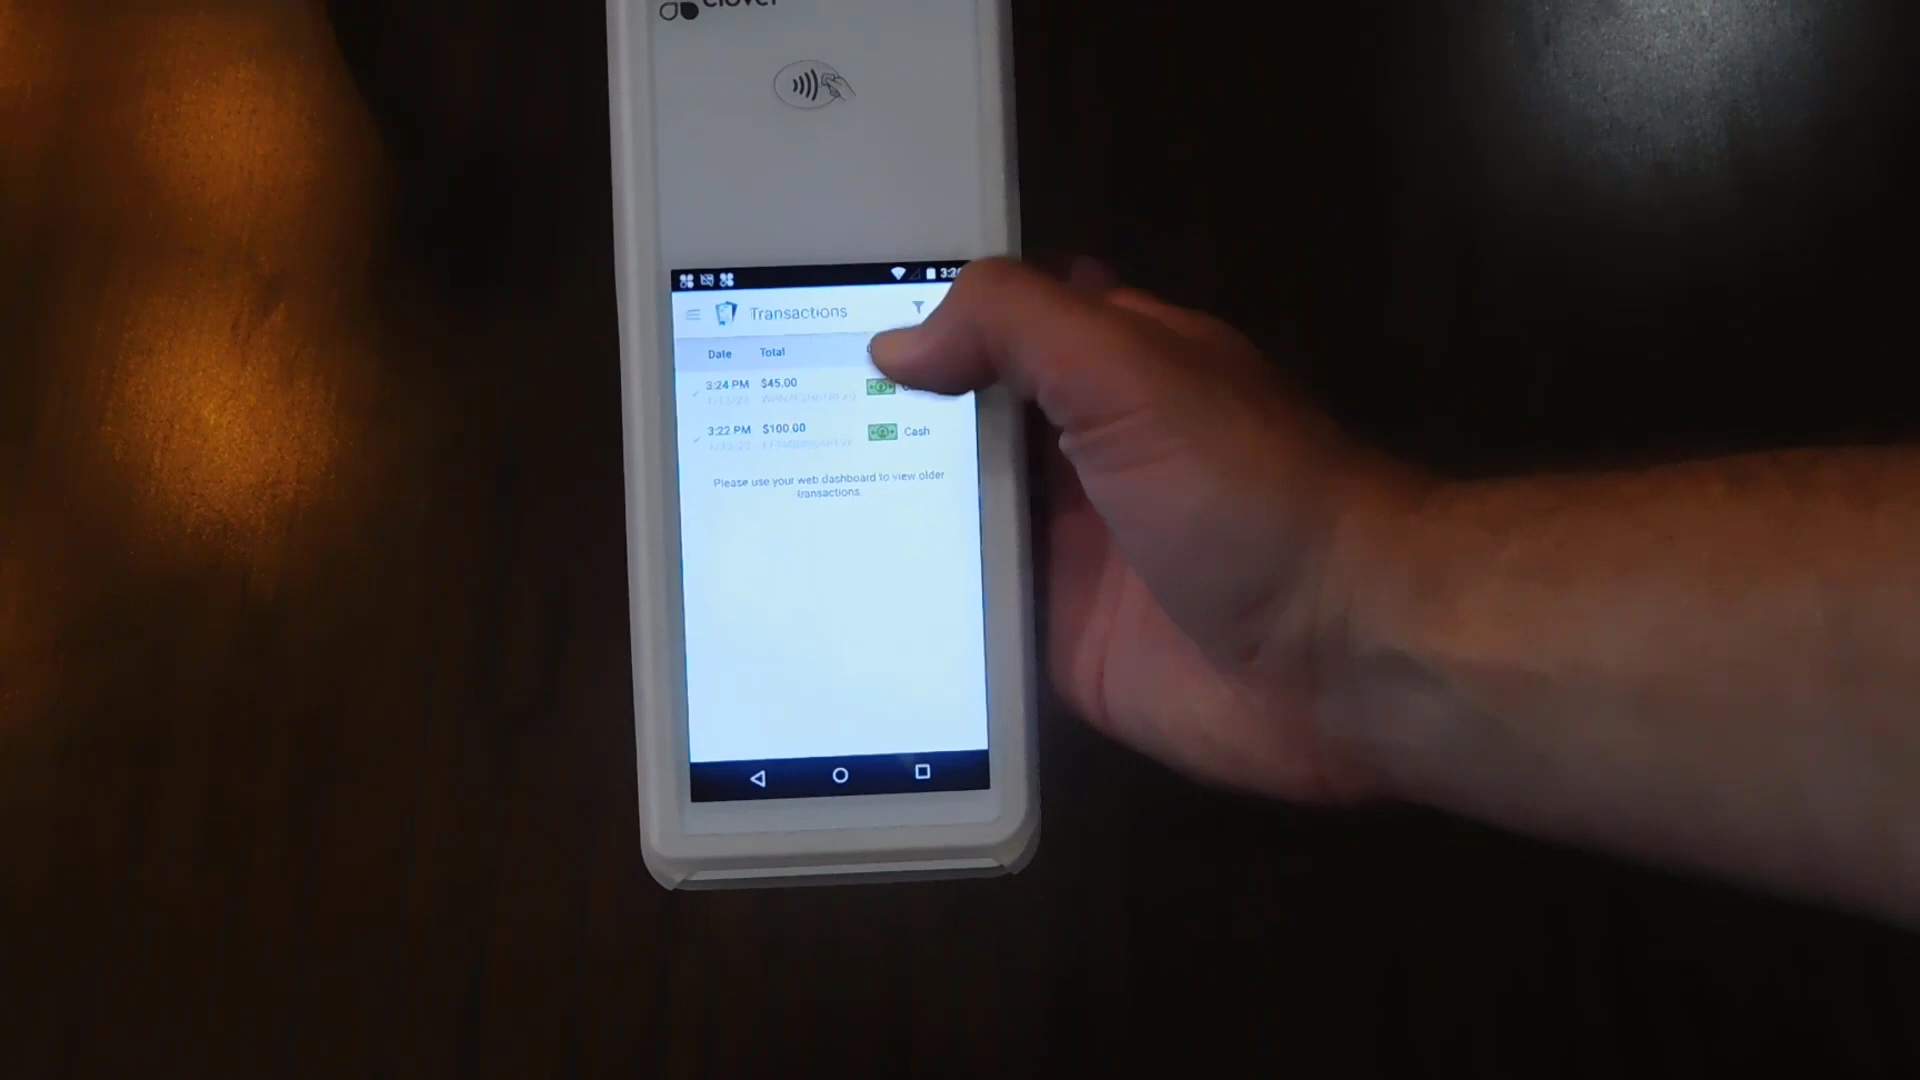 clover
Transactions
Date Total
3:24 PM $45.00
3:22 PM $100.00 Cash
Please use your web dashboard to view older
transactions.